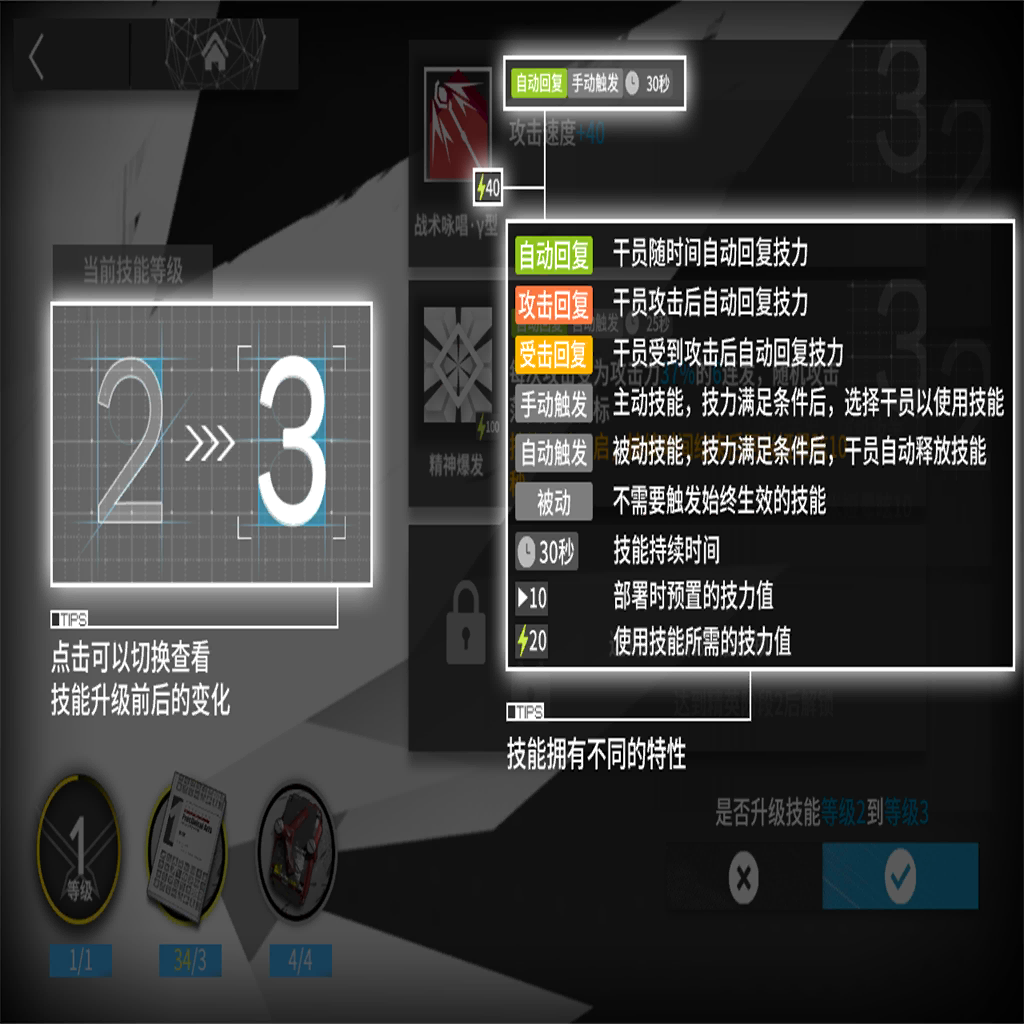 自动回复 手动触发 30秒
攻击速度+40
40
战术咏唱·γ型
当前技能等级
2 3
TIPS
点击可以切换查看
技能升级前后的变化
自动回复 干员随时间自动回复技力
攻击回复 干员攻击后自动回复技力
受击回复 干员受到攻击后自动回复技力
手动触发 主动技能，技力满足条件后，选择干员以使用技能
自动触发 被动技能，技力满足条件后，干员自动释放技能
被动 不需要触发始终生效的技能
30秒 技能持续时间
10 部署时预置的技力值
20 使用技能所需的技力值
25秒
100
精神爆发
TIPS
技能拥有不同的特性
是否升级技能等级2到等级3
1
等级
1/1
34/3
4/4